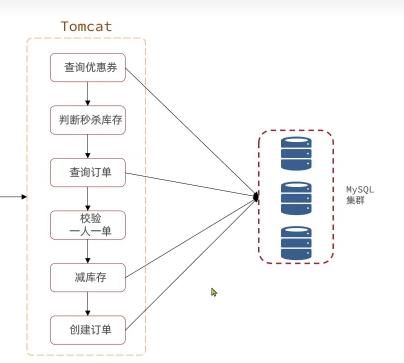 Tomcat
查询优惠券
判断秒杀库存
查询订单
校验
一人一单
减库存
创建订单
MySQL
集群